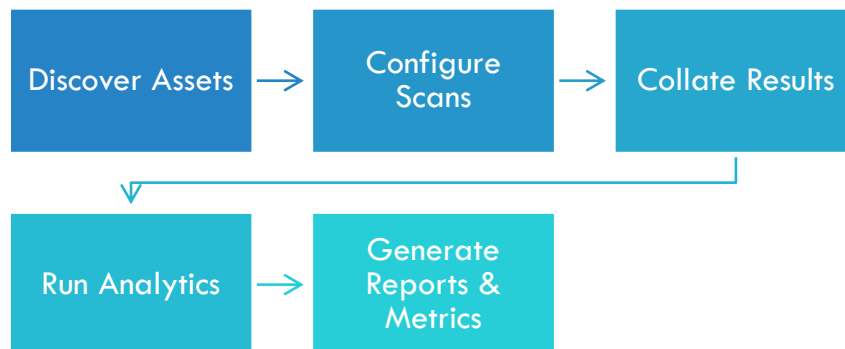 Discover Assets
Configure
Scans
Collate Results
Run Analytics
Generate
Reports &
Metrics